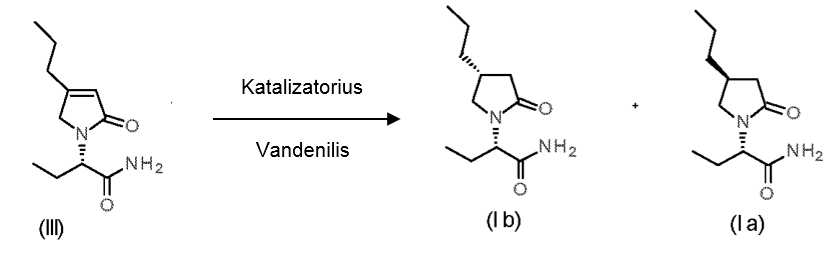 Katalizatorius
Vandenilis
N
O
NH2
O
(III)
N
O
NH2
O
(I b)
+
N
O
NH2
O
(I a)